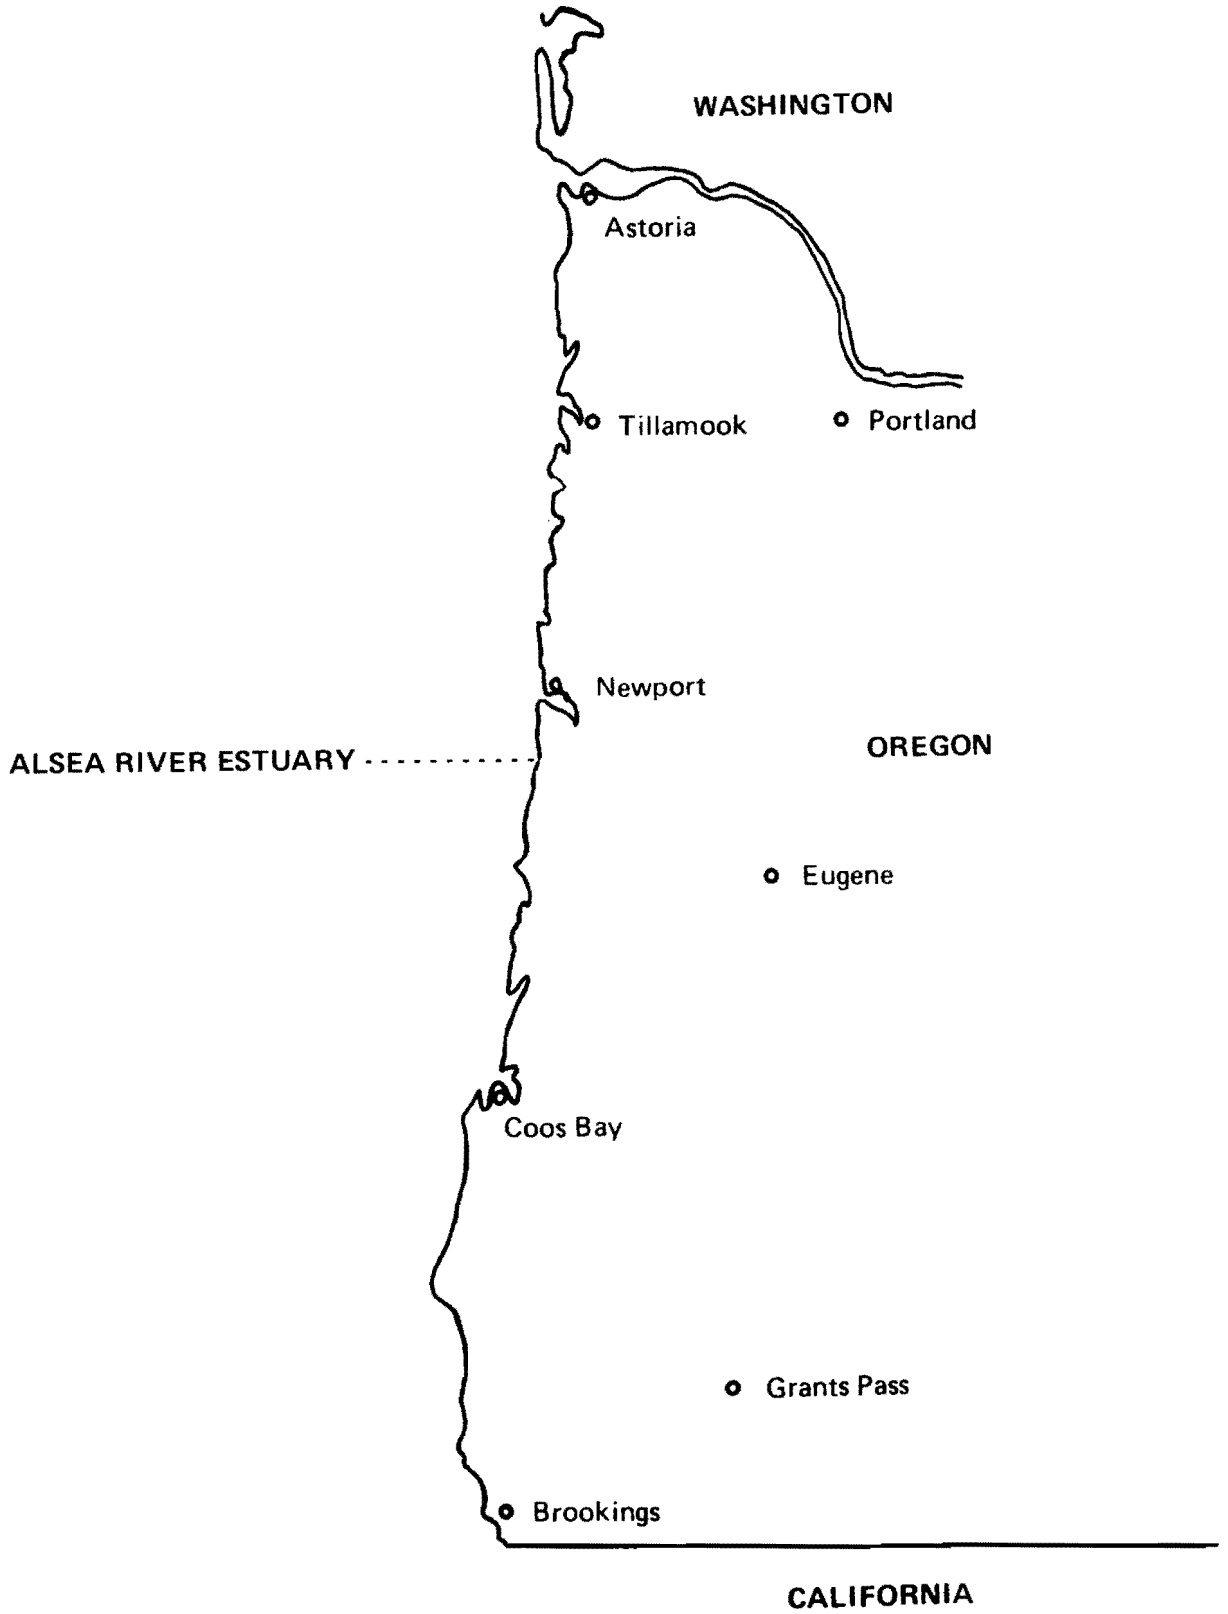 WASHINGTON
Astoria
Tillamook
Portland
Newport
OREGON
ALSEA RIVER ESTUARY
Eugene
Coos Bay
Grants Pass
Brookings
CALIFORNIA